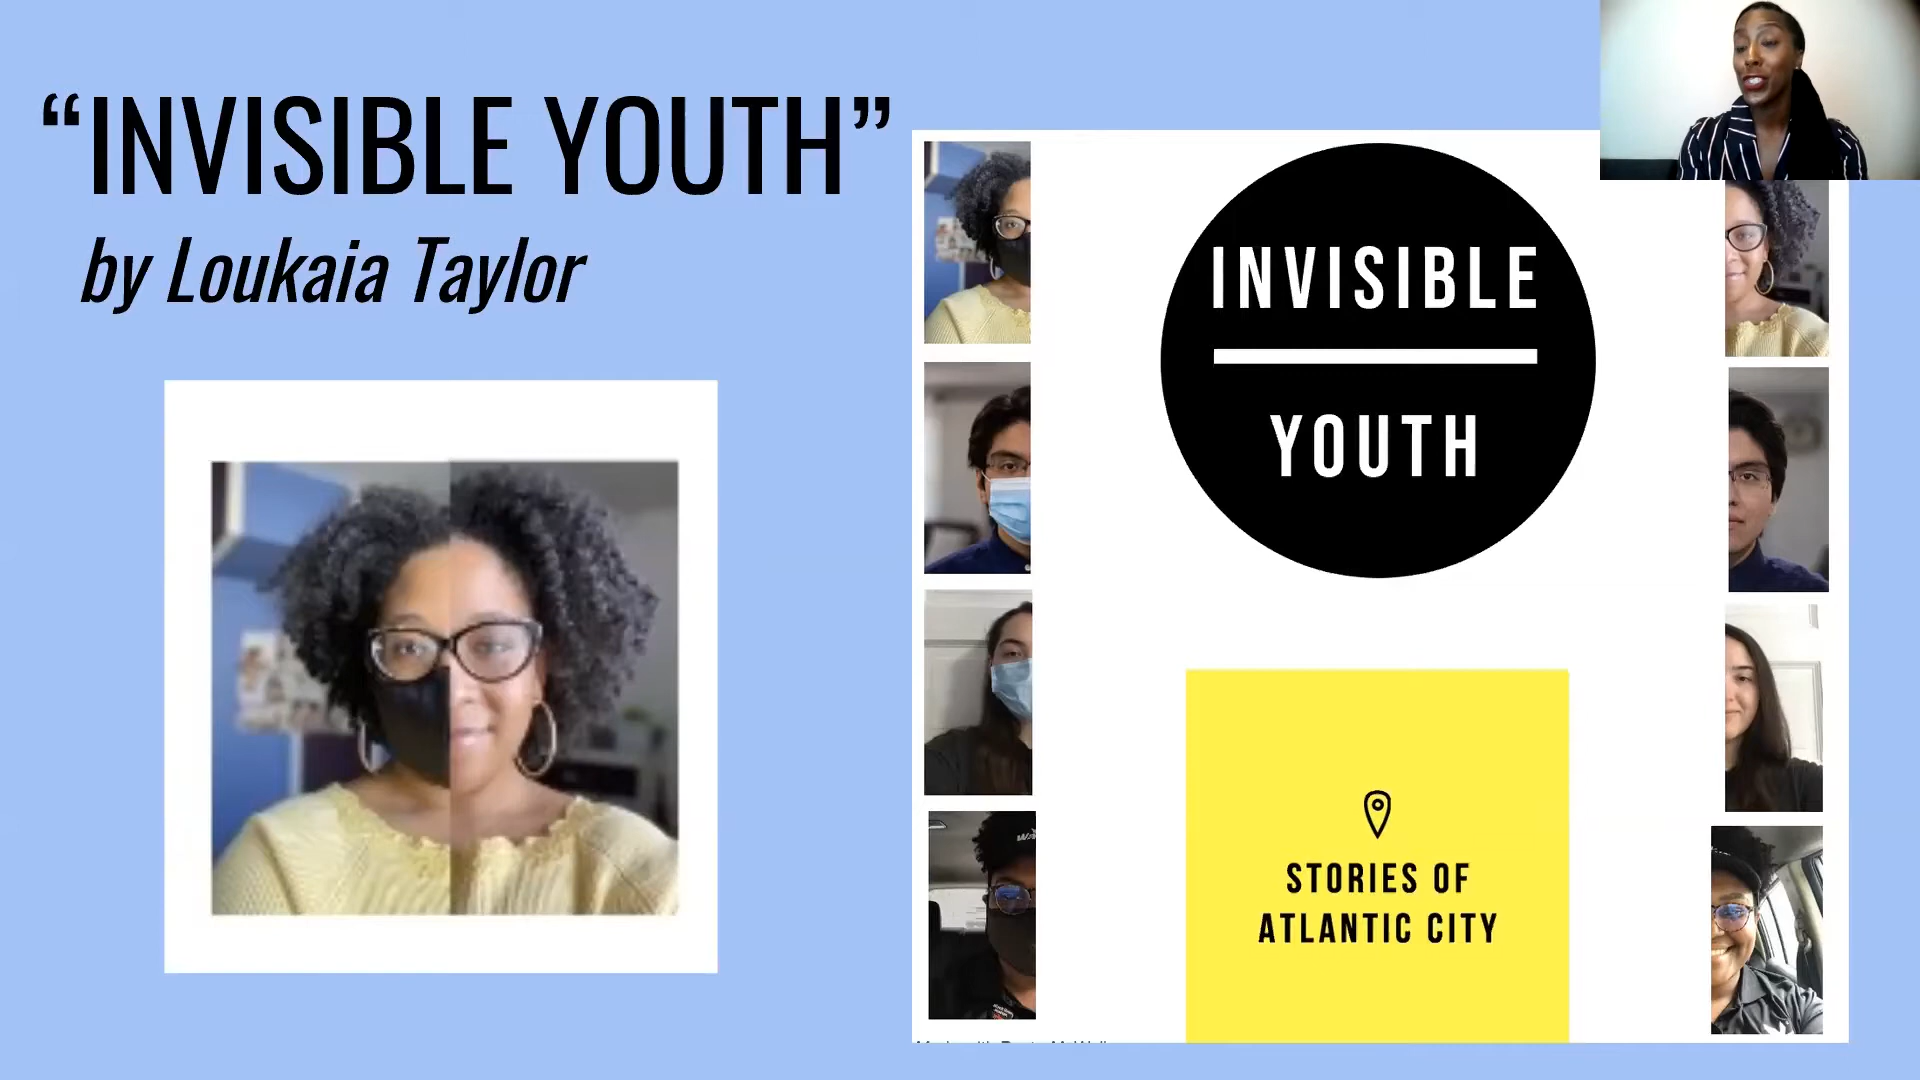 “INVISIBLE YOUTH”
by Loukaia Taylor
INVISIBLE
YOUTH
STORIES OF
ATLANTIC CITY